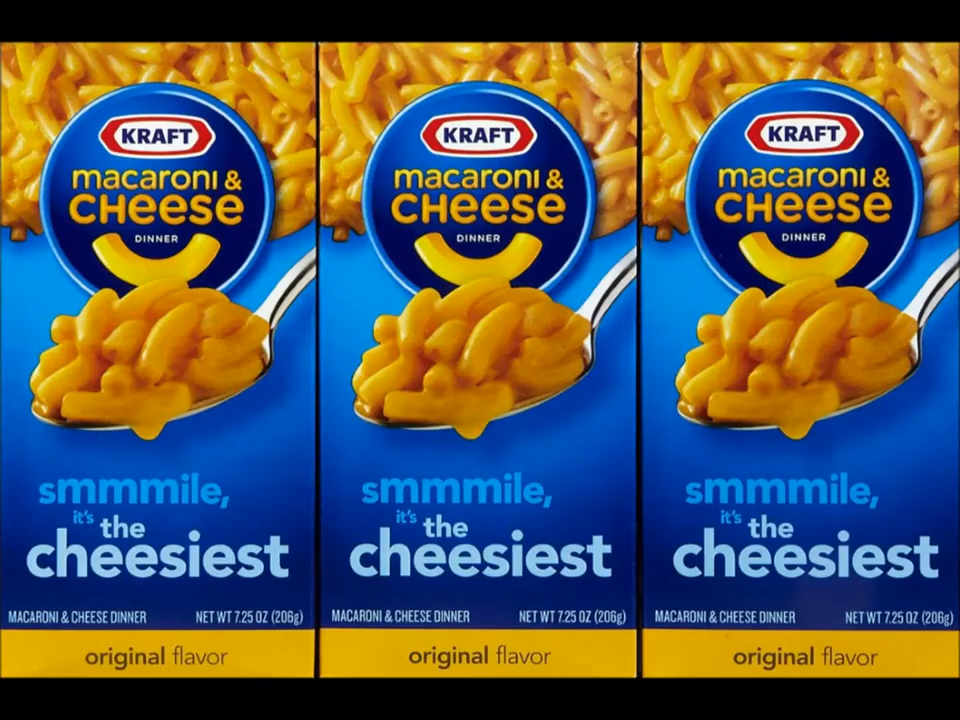 KRAFT
macaroni &
CHeese
DINNER
smmmile,
it's the
cheesiest
MACARONI & CHEESE DINNER NET WT 7.25 OZ (206g)
original flavor
KRAFT
macaroni &
CHeese
DINNER
smmmile,
it's the
cheesiest
MACARONI & CHEESE DINNER NET WT 7.25 OZ (206g)
original flavor
KRAFT
macaroni &
CHeese
DINNER
smmmile,
it's the
cheesiest
MACARONI & CHEESE DINNER NET WT 7.25 OZ (206g)
original flavor